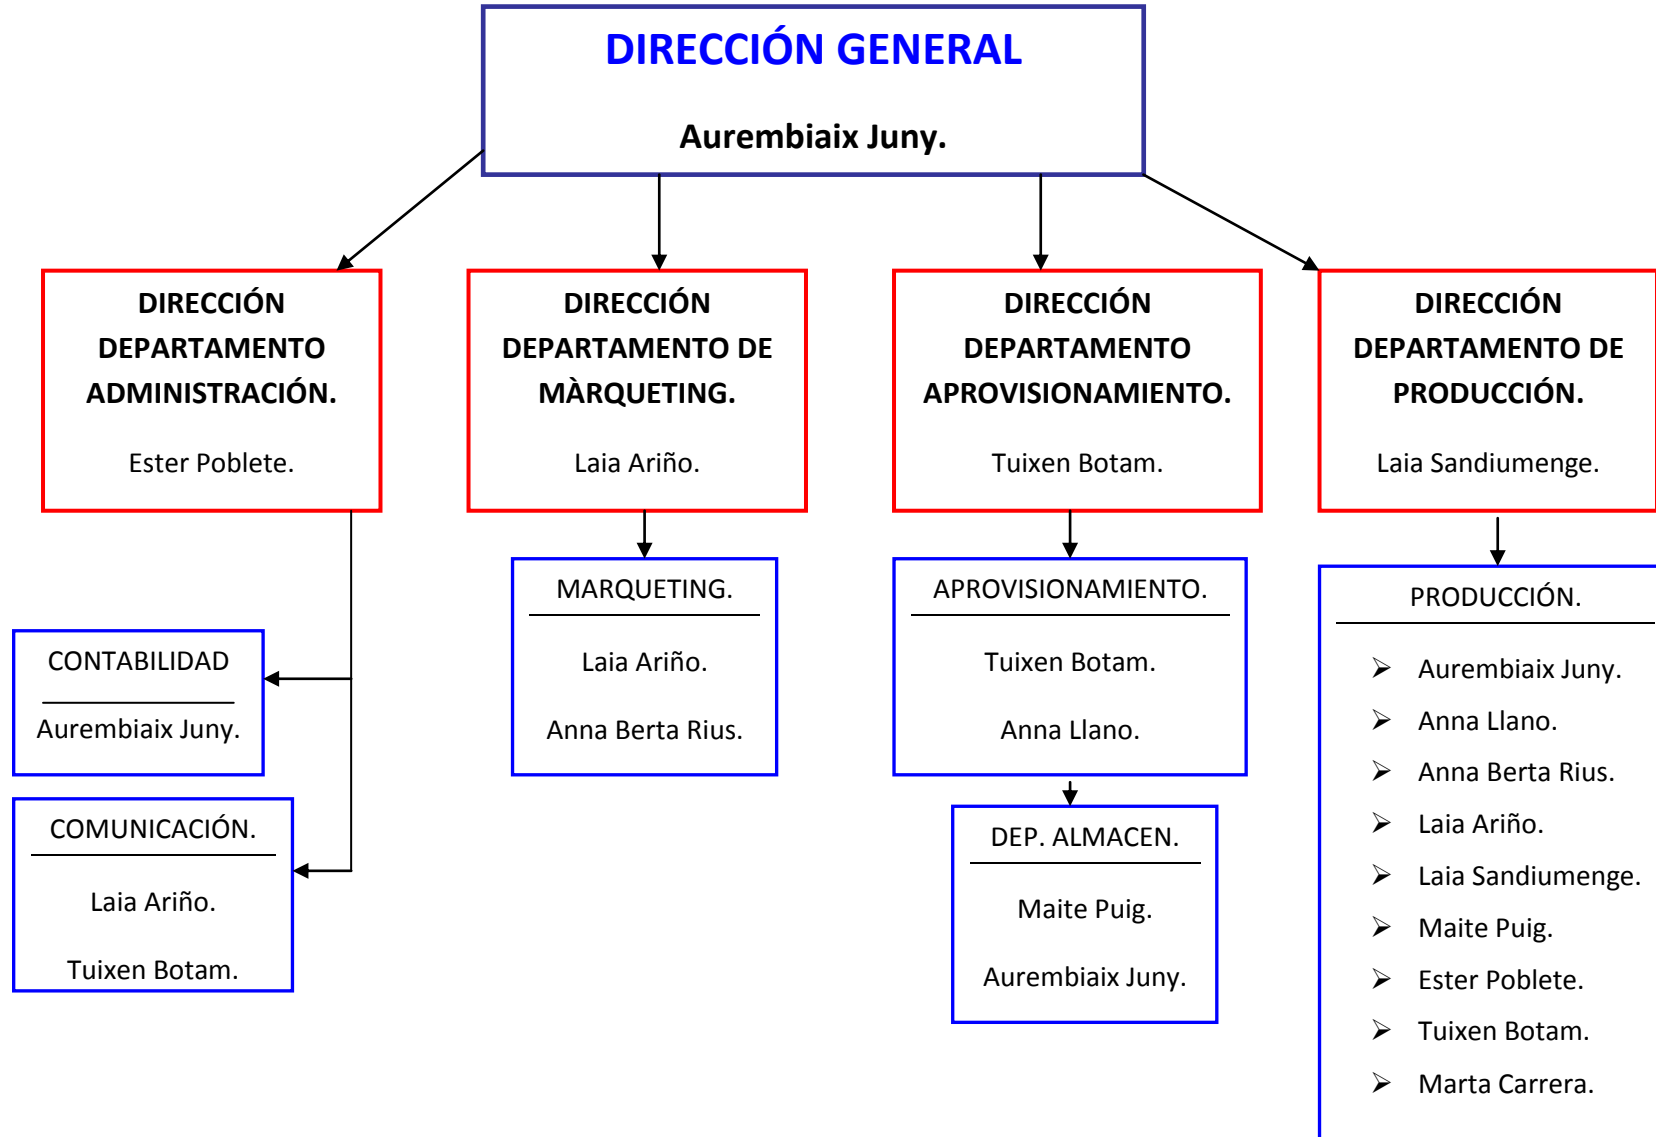 DIRECCIÓN GENERAL
Aurembiaix Juny.
DIRECCIÓN
DEPARTAMENTO
ADMINISTRACIÓN.
Ester Poblete.
DIRECCIÓN
DEPARTAMENTO DE
MÀRQUETING.
Laia Ariño.
DIRECCIÓN
DEPARTAMENTO
APROVISIONAMIENTO.
Tuixen Botam.
DIRECCIÓN
DEPARTAMENTO DE
PRODUCCIÓN.
Laia Sandiumenge.
CONTABILIDAD
Aurembiaix Juny.
COMUNICACIÓN.
Laia Ariño.
Tuixen Botam.
MARQUETING.
Laia Ariño.
Anna Berta Rius.
APROVISIONAMIENTO.
Tuixen Botam.
Anna Llano.
DEP. ALMACEN.
Maite Puig.
Aurembiaix Juny.
PRODUCCIÓN.
➢ Aurembiaix Juny.
➢ Anna Llano.
➢ Anna Berta Rius.
➢ Laia Ariño.
➢ Laia Sandiumenge.
➢ Maite Puig.
➢ Ester Poblete.
➢ Tuixen Botam.
➢ Marta Carrera.